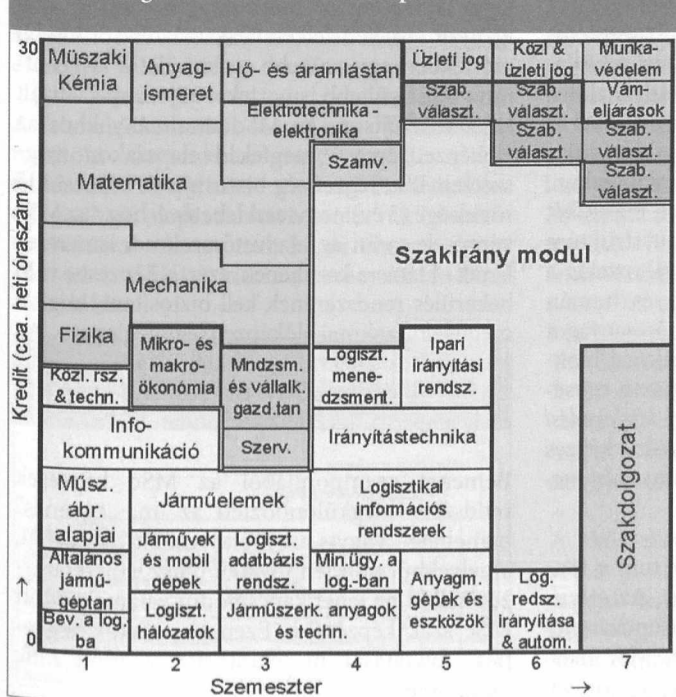 30
Műszaki
Kémia
Anyag-
ismeret
Hő- és áramlástan
Üzleti jog
Közl &
üzleti jog
Munka-
védelem
Elektrotechnika -
elektronika
Szab.
választ.
Szab.
választ.
Vám-
eljárások
Matematika
Szamv.
Szab.
választ.
Szab.
választ.
Szab.
választ.
Szakirány modul
Mechanika
Fizika
Mikro- és
makro-
ökonómia
Mndzsm.
és vállalk.
gazd.tan
Logiszt.
mene-
dzsment.
Ipari
irányítási
rendsz.
Közl. rsz.
& techn.
Info-
kommunikáció
Szerv.
Irányítástechnika
Műsz.
ábr.
alapjai
Járműelemek
Logisztikai
információs
rendszerek
Szakdolgozat
Általános
jármű-
géptan
Járművek
mobil
gépek
Logiszt.
Min.ügy. a
log.-ban
Anyagm.
gépek és
eszközök
Log.
redsz.
irányítása
& autom.
Bev. a log.
ba
Logiszt.
hálózatok
Járműszerk. anyagok
és techn.
0
1 2 3 4 5 6 7
Szemeszter →
Kredit (cca. heti óraszám) →